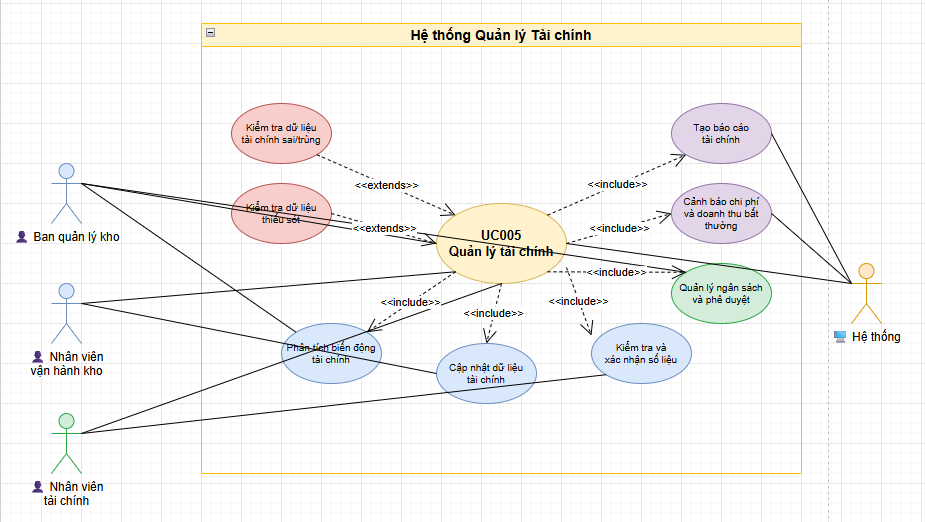 Hệ thống Quản lý Tài chính
Kiểm tra dữ liệu
tài chính sai/trùng
Tạo báo cáo
tài chính
<<extends>>
<<include>>
Kiểm tra dữ liệu
thiếu sót
Cảnh báo chi phí
và doanh thu bất
thường
<<extends>>
<<include>>
👤 Ban quản lý kho
UC005
Quản lý tài chính
<<include>>
Quản lý ngân sách
và phê duyệt
<<include>>
<<include>>
<<include>>
🖥️ Hệ thống
Phân tích biến động
tài chính
Kiểm tra và
xác nhận số liệu
👤 Nhân viên
vận hành kho
Cập nhật dữ liệu
tài chính
👤 Nhân viên
tài chính